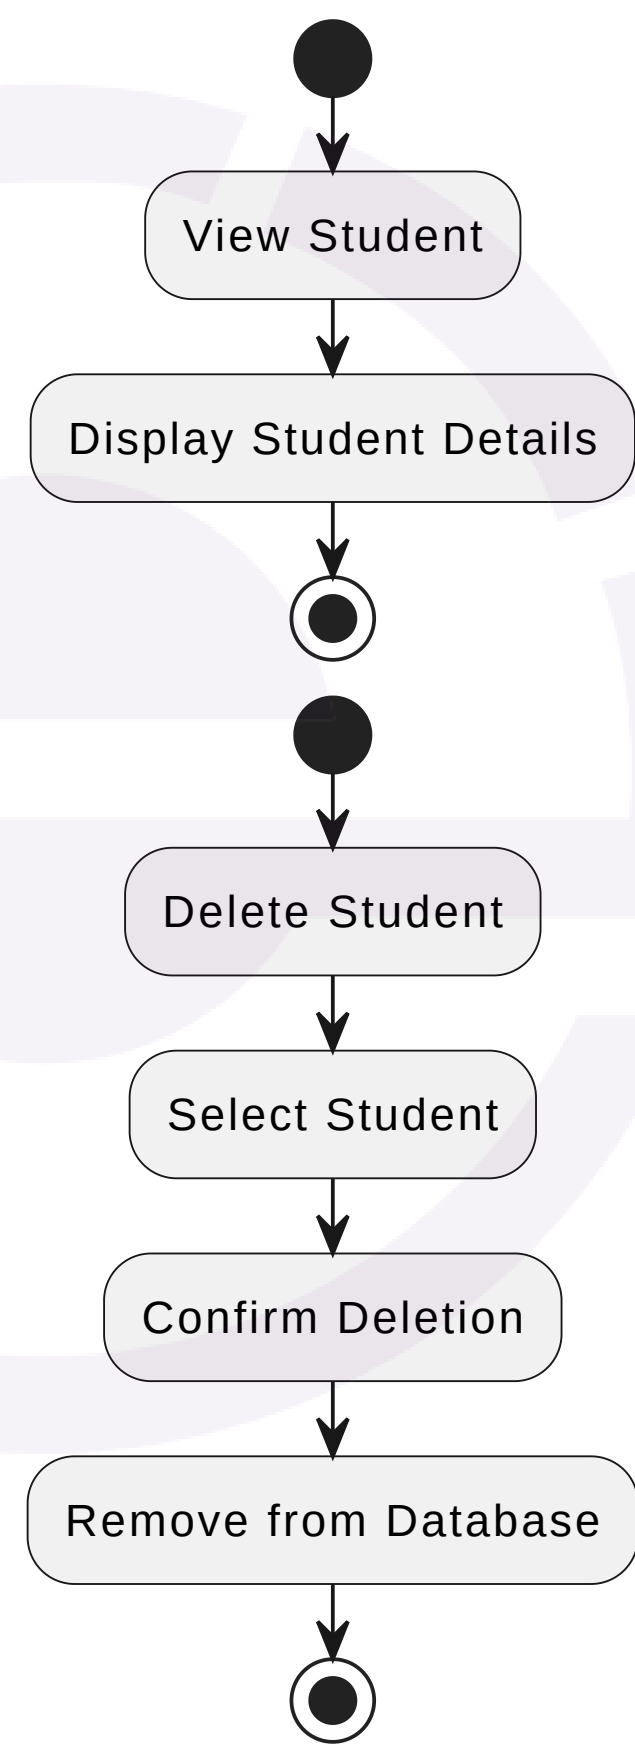 View Student
Display Student Details
Delete Student
Select Student
Confirm Deletion
Remove from Database